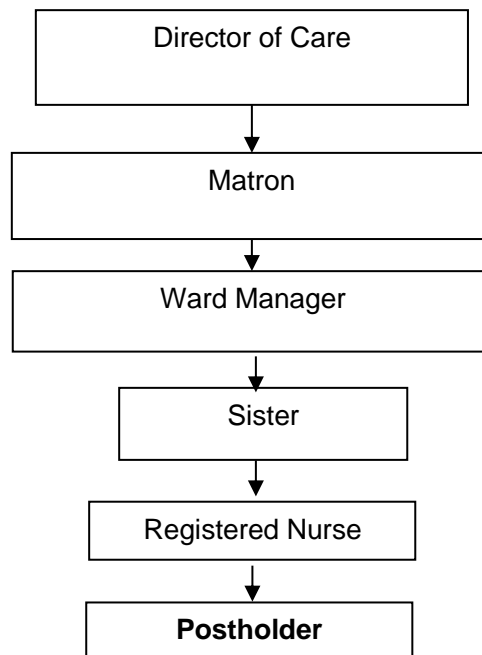 Director of Care
Matron
Ward Manager
Sister
Registered Nurse
Postholder